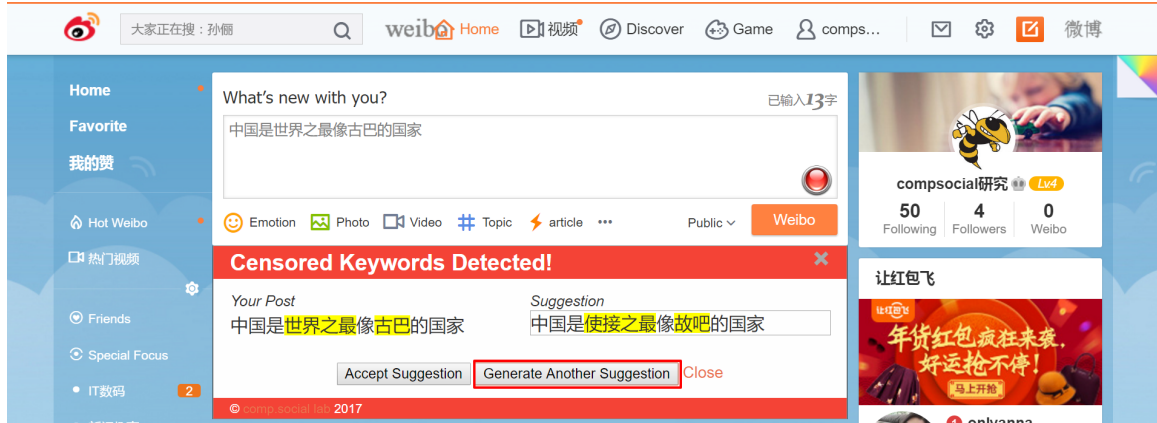 大家正在搜：孙俪
weibo
Home
视频
Discover
Game
comps...
微博
Home
Favorite
我的赞
Hot Weibo
热门视频
Friends
Special Focus
IT数码
2
What's new with you?
已输入13字
中国是世界之最像古巴的国家
Emotion
Photo
Video
Topic
article
Public
Weibo
Censored Keywords Detected!
Your Post
Suggestion
中国是世界之最像古巴的国家
中国是使接之最像故吧的国家
Accept Suggestion
Generate Another Suggestion
Close
© comp.social lab 2017
compsocial研究
Lv4
50
4
0
Following
Followers
Weibo
让红包飞
让红包飞
年货红包疯狂来袭，
好运抢不停！
马上开抢